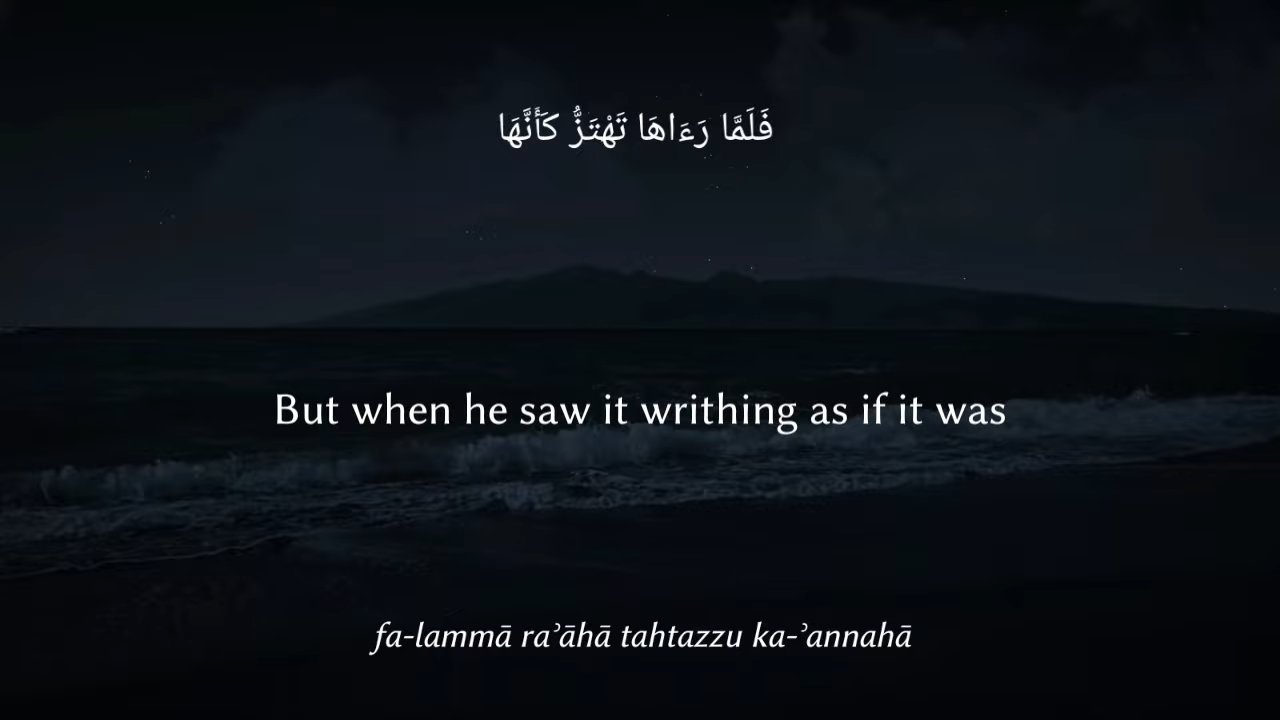 فَلَمَّا رَءَاهَا تَهْتَزُّ كَأَنَّهَا
But when he saw it writhing as if it was
fa-lammā raʾāhā tahtazzu ka-ʾannahā